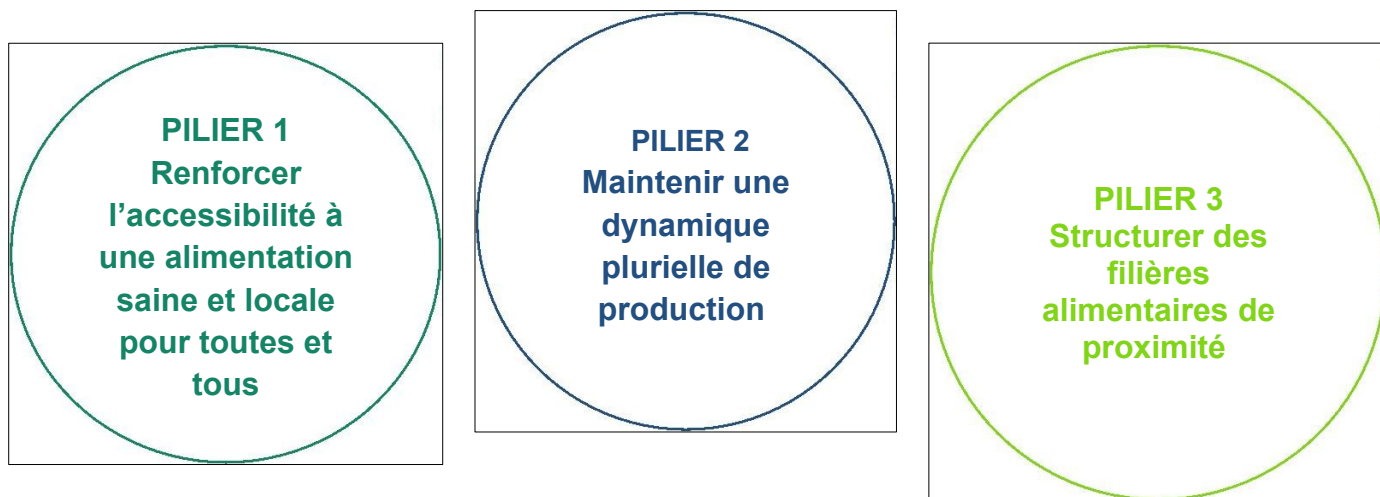 PILIER 1
Renforcer
l’accessibilité à
une alimentation
saine et locale
pour toutes et
tous
PILIER 2
Maintenir une
dynamique
plurielle de
production
PILIER 3
Structurer des
filières
alimentaires de
proximité